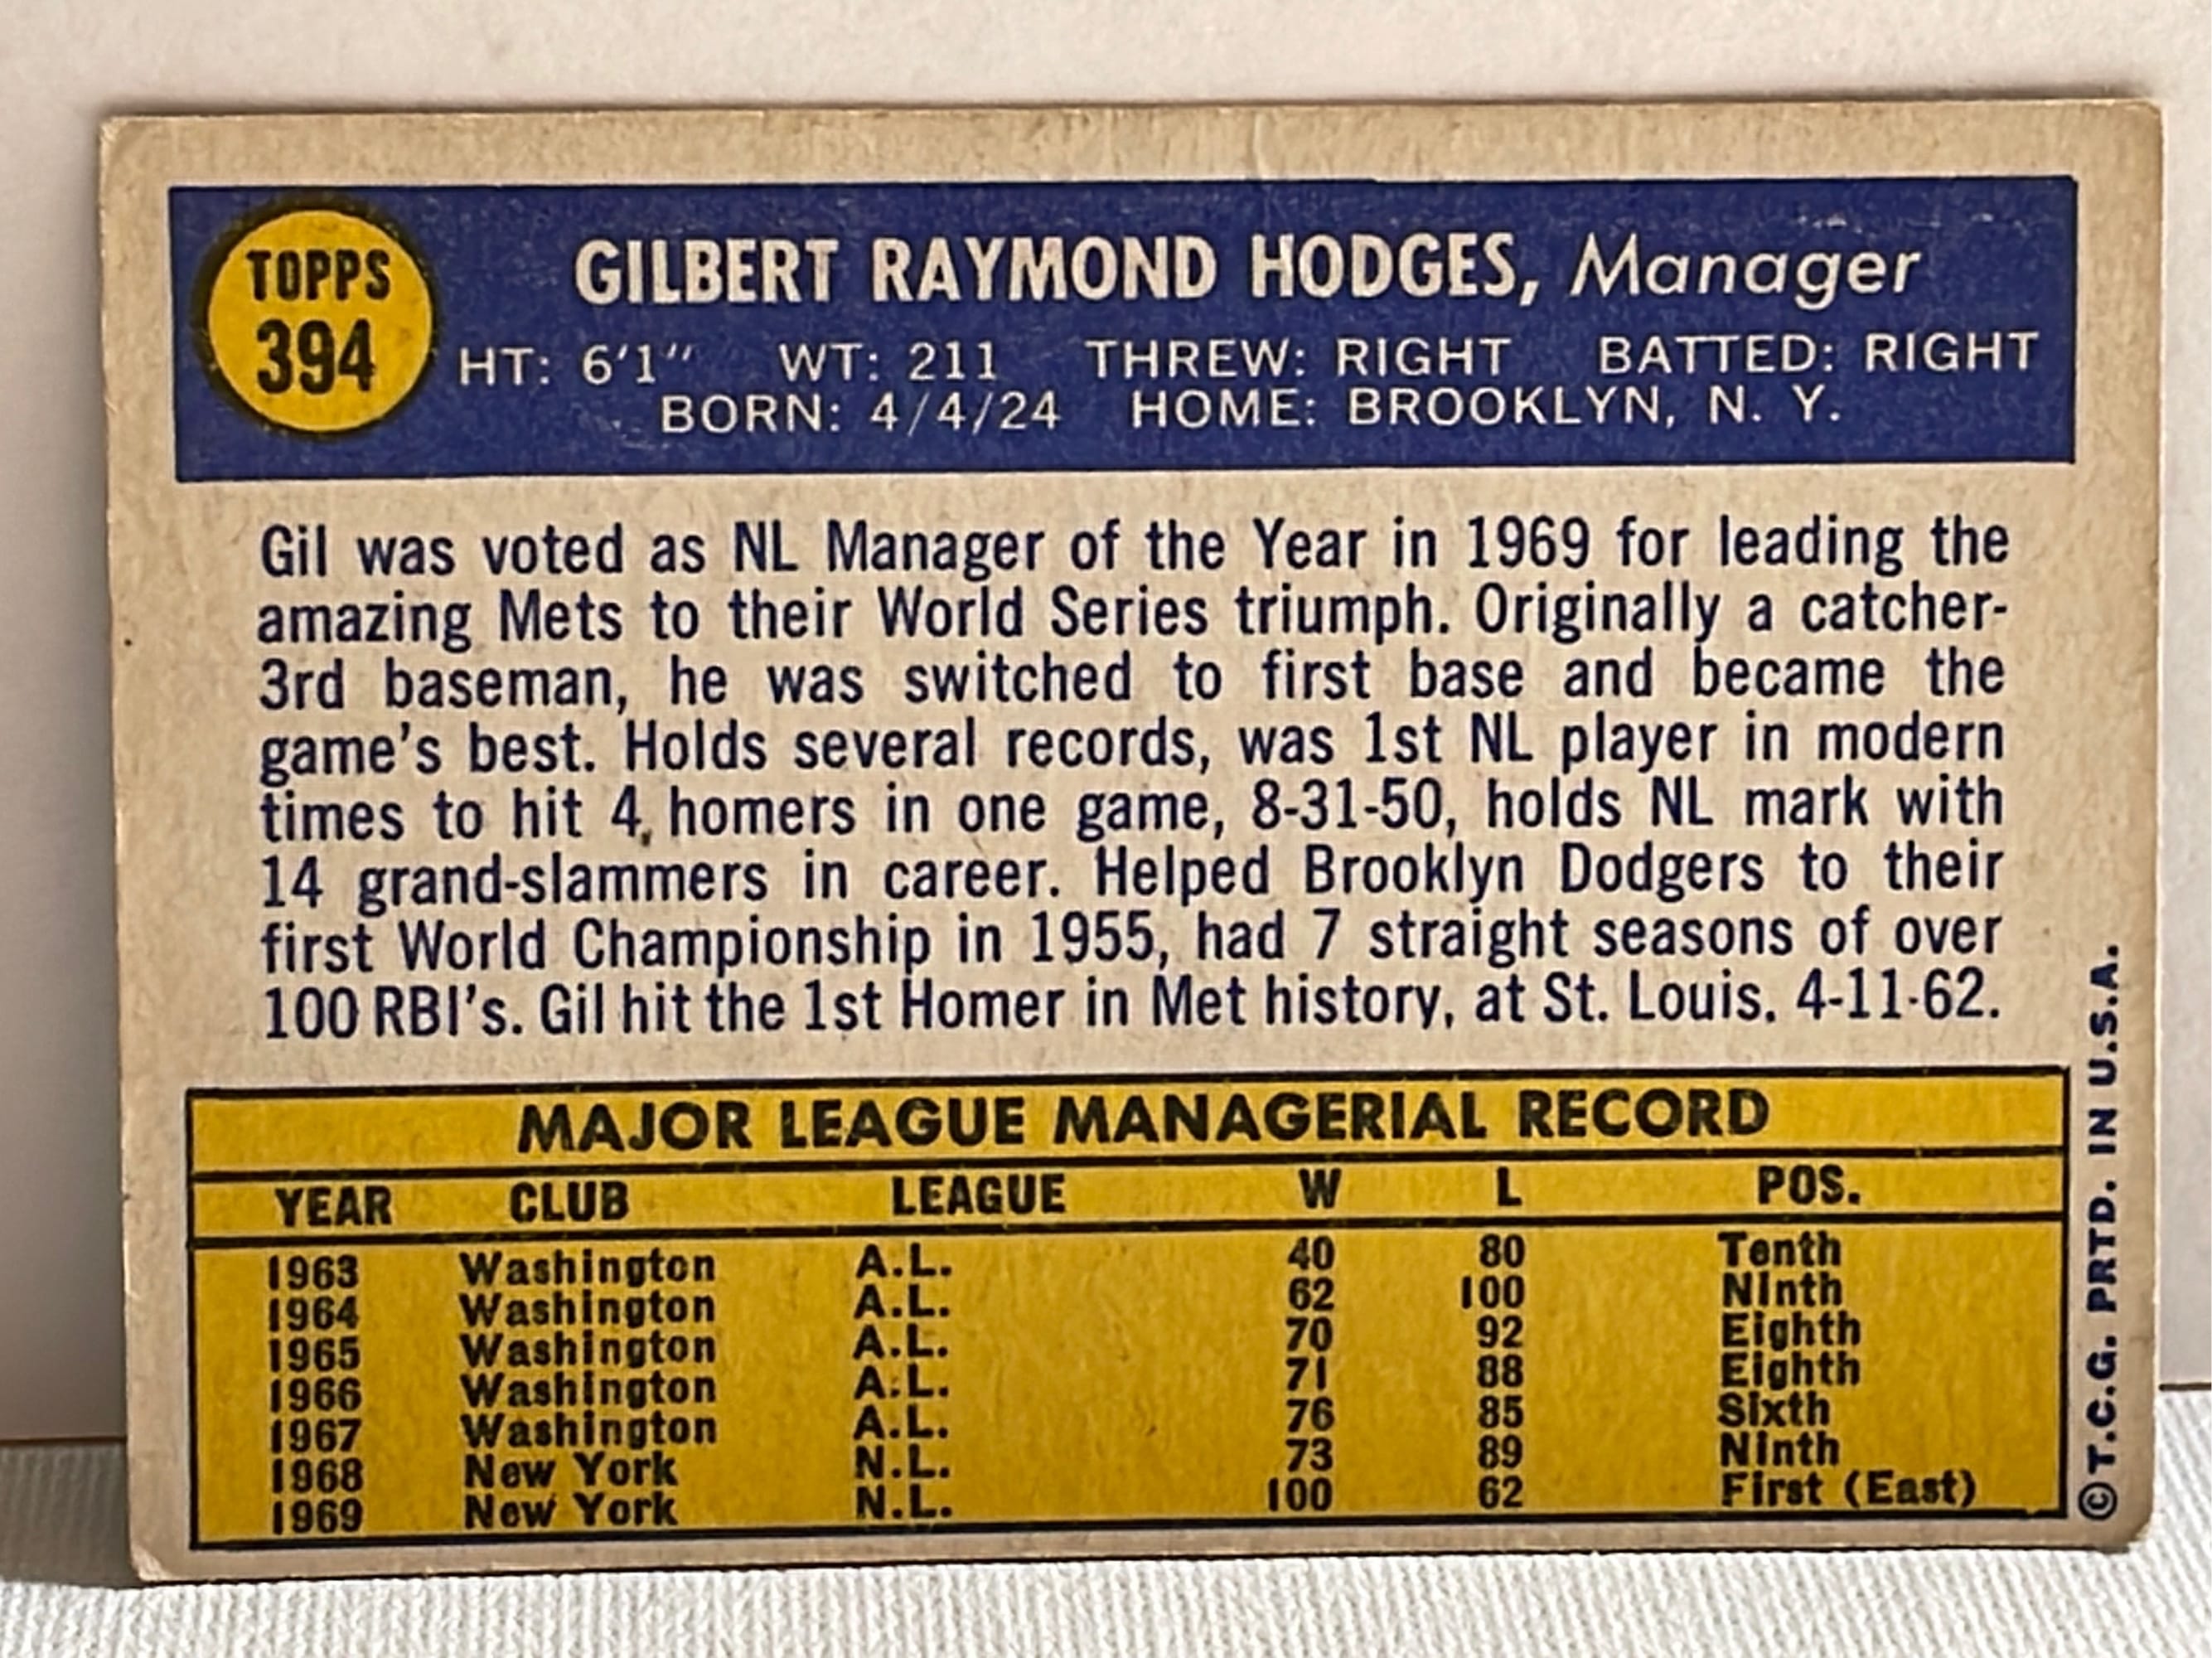 TOPPS
394
GILBERT RAYMOND HODGES, Manager
HT: 6'1" WT: 211 THREW: RIGHT BATTED: RIGHT
BORN: 4/4/24 HOME: BROOKLYN, N. Y.
Gil was voted as NL Manager of the Year in 1969 for leading the
amazing Mets to their World Series triumph. Originally a catcher-
3rd baseman, he was switched to first base and became the
game's best. Holds several records, was 1st NL player in modern
times to hit 4 homers in one game, 8-31-50, holds NL mark with
14 grand-slammers in career. Helped Brooklyn Dodgers to their
first World Championship in 1955, had 7 straight seasons of over
100 RBI's. Gil hit the 1st Homer in Met history, at St. Louis, 4-11-62.
MAJOR LEAGUE MANAGERIAL RECORD
YEAR CLUB LEAGUE W L POS.
1963 Washington A.L. 40 80 Tenth
1964 Washington A.L. 62 100 Ninth
1965 Washington A.L. 70 92 Eighth
1966 Washington A.L. 71 88 Eighth
1967 Washington A.L. 76 85 Sixth
1968 New York N.L. 73 89 Ninth
1969 New York N.L. 100 62 First (East)
© T.C.G. PRTD. IN U.S.A.